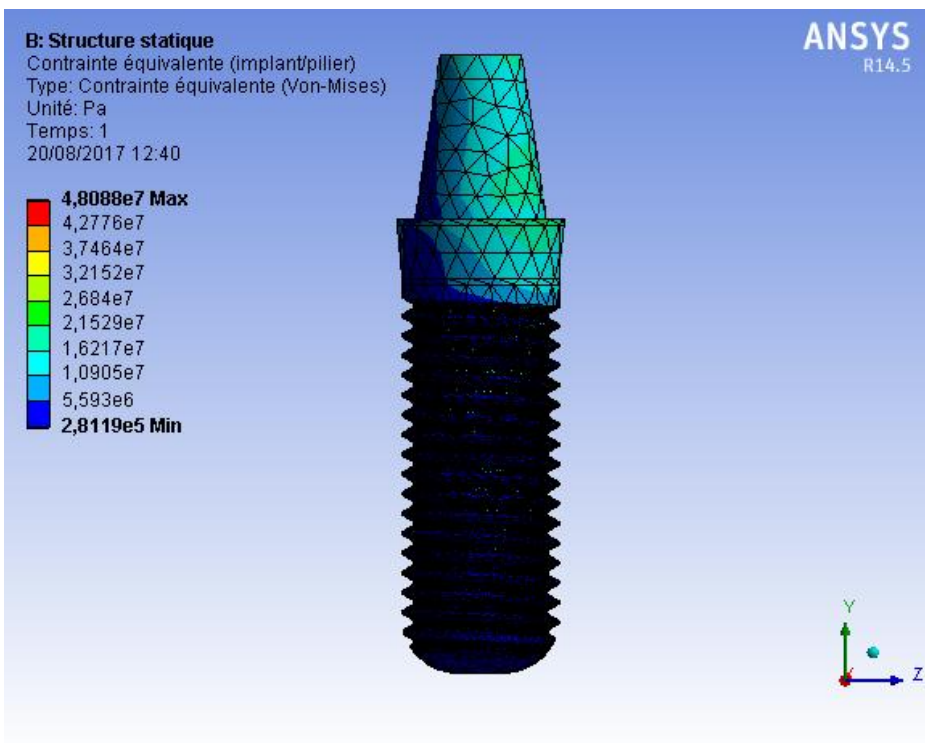 B: Structure statique
Contrainte équivalente (implant/pilier)
Type: Contrainte équivalente (Von-Mises)
Unité: Pa
Temps: 1
20/08/2017 12:40
4,8088e7 Max
4,2776e7
3,7464e7
3,2152e7
2,684e7
2,1529e7
1,6217e7
1,0905e7
5,593e6
2,8119e5 Min
ANSYS
R14.5
Y
Z